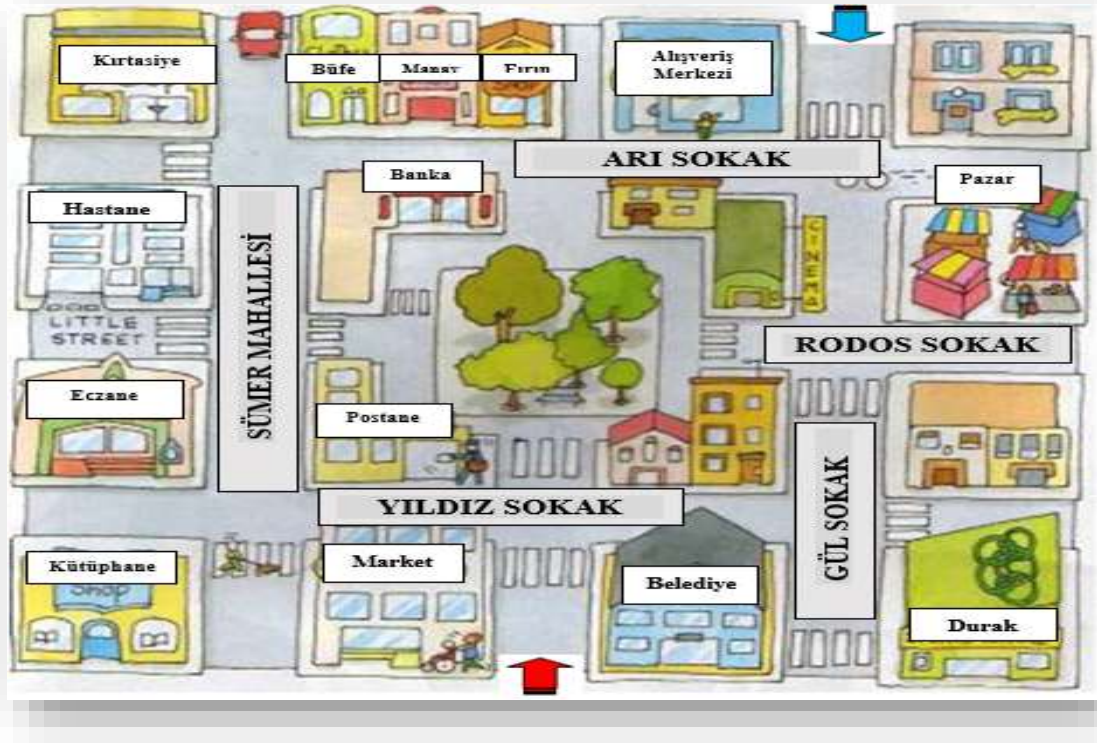 Kırtasiye
Büfe
Manav
Fırın
Alışveriş
Merkezi
ARI SOKAK
Banka
Pazar
Hastane
SÜMER MAHALLESİ
CINEMA
LITTLE
STREET
RODOS SOKAK
Eczane
Postane
GÜL SOKAK
YILDIZ SOKAK
Kütüphane
Shop
Market
Belediye
Durak